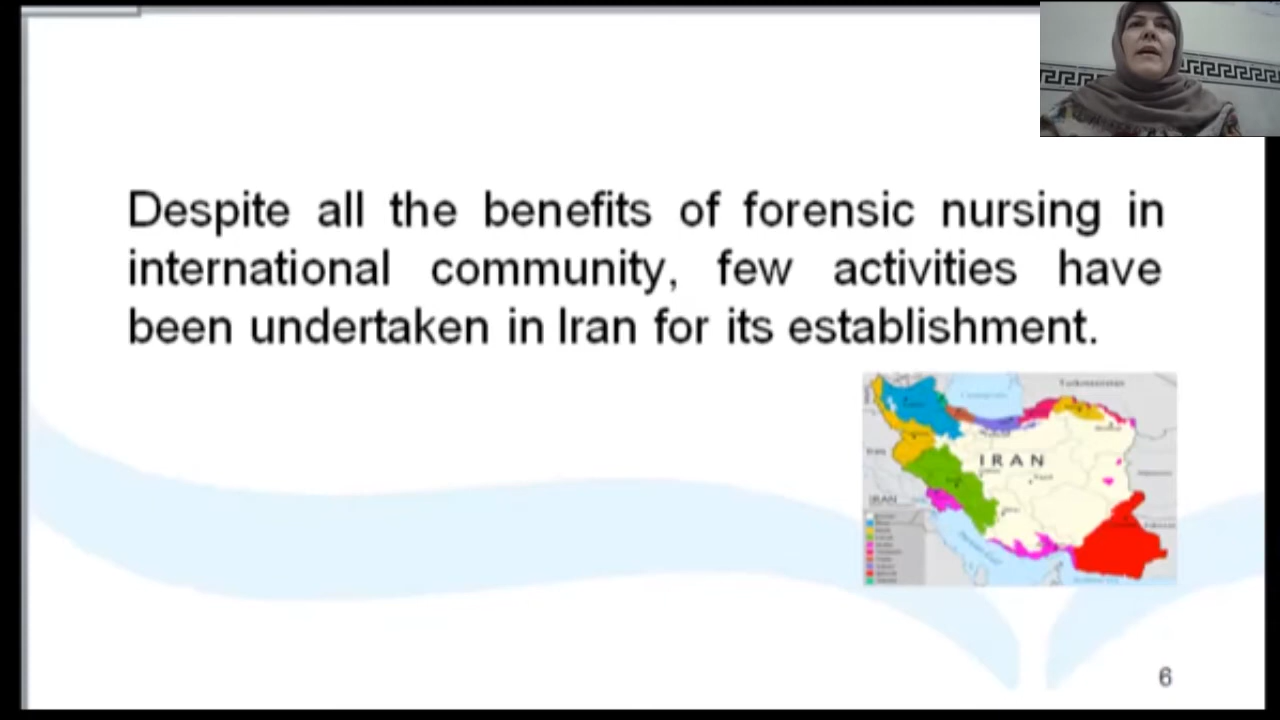 Despite all the benefits of forensic nursing in
international community, few activities have
been undertaken in Iran for its establishment.
Turkmenistan
IRAN
IRAN
6